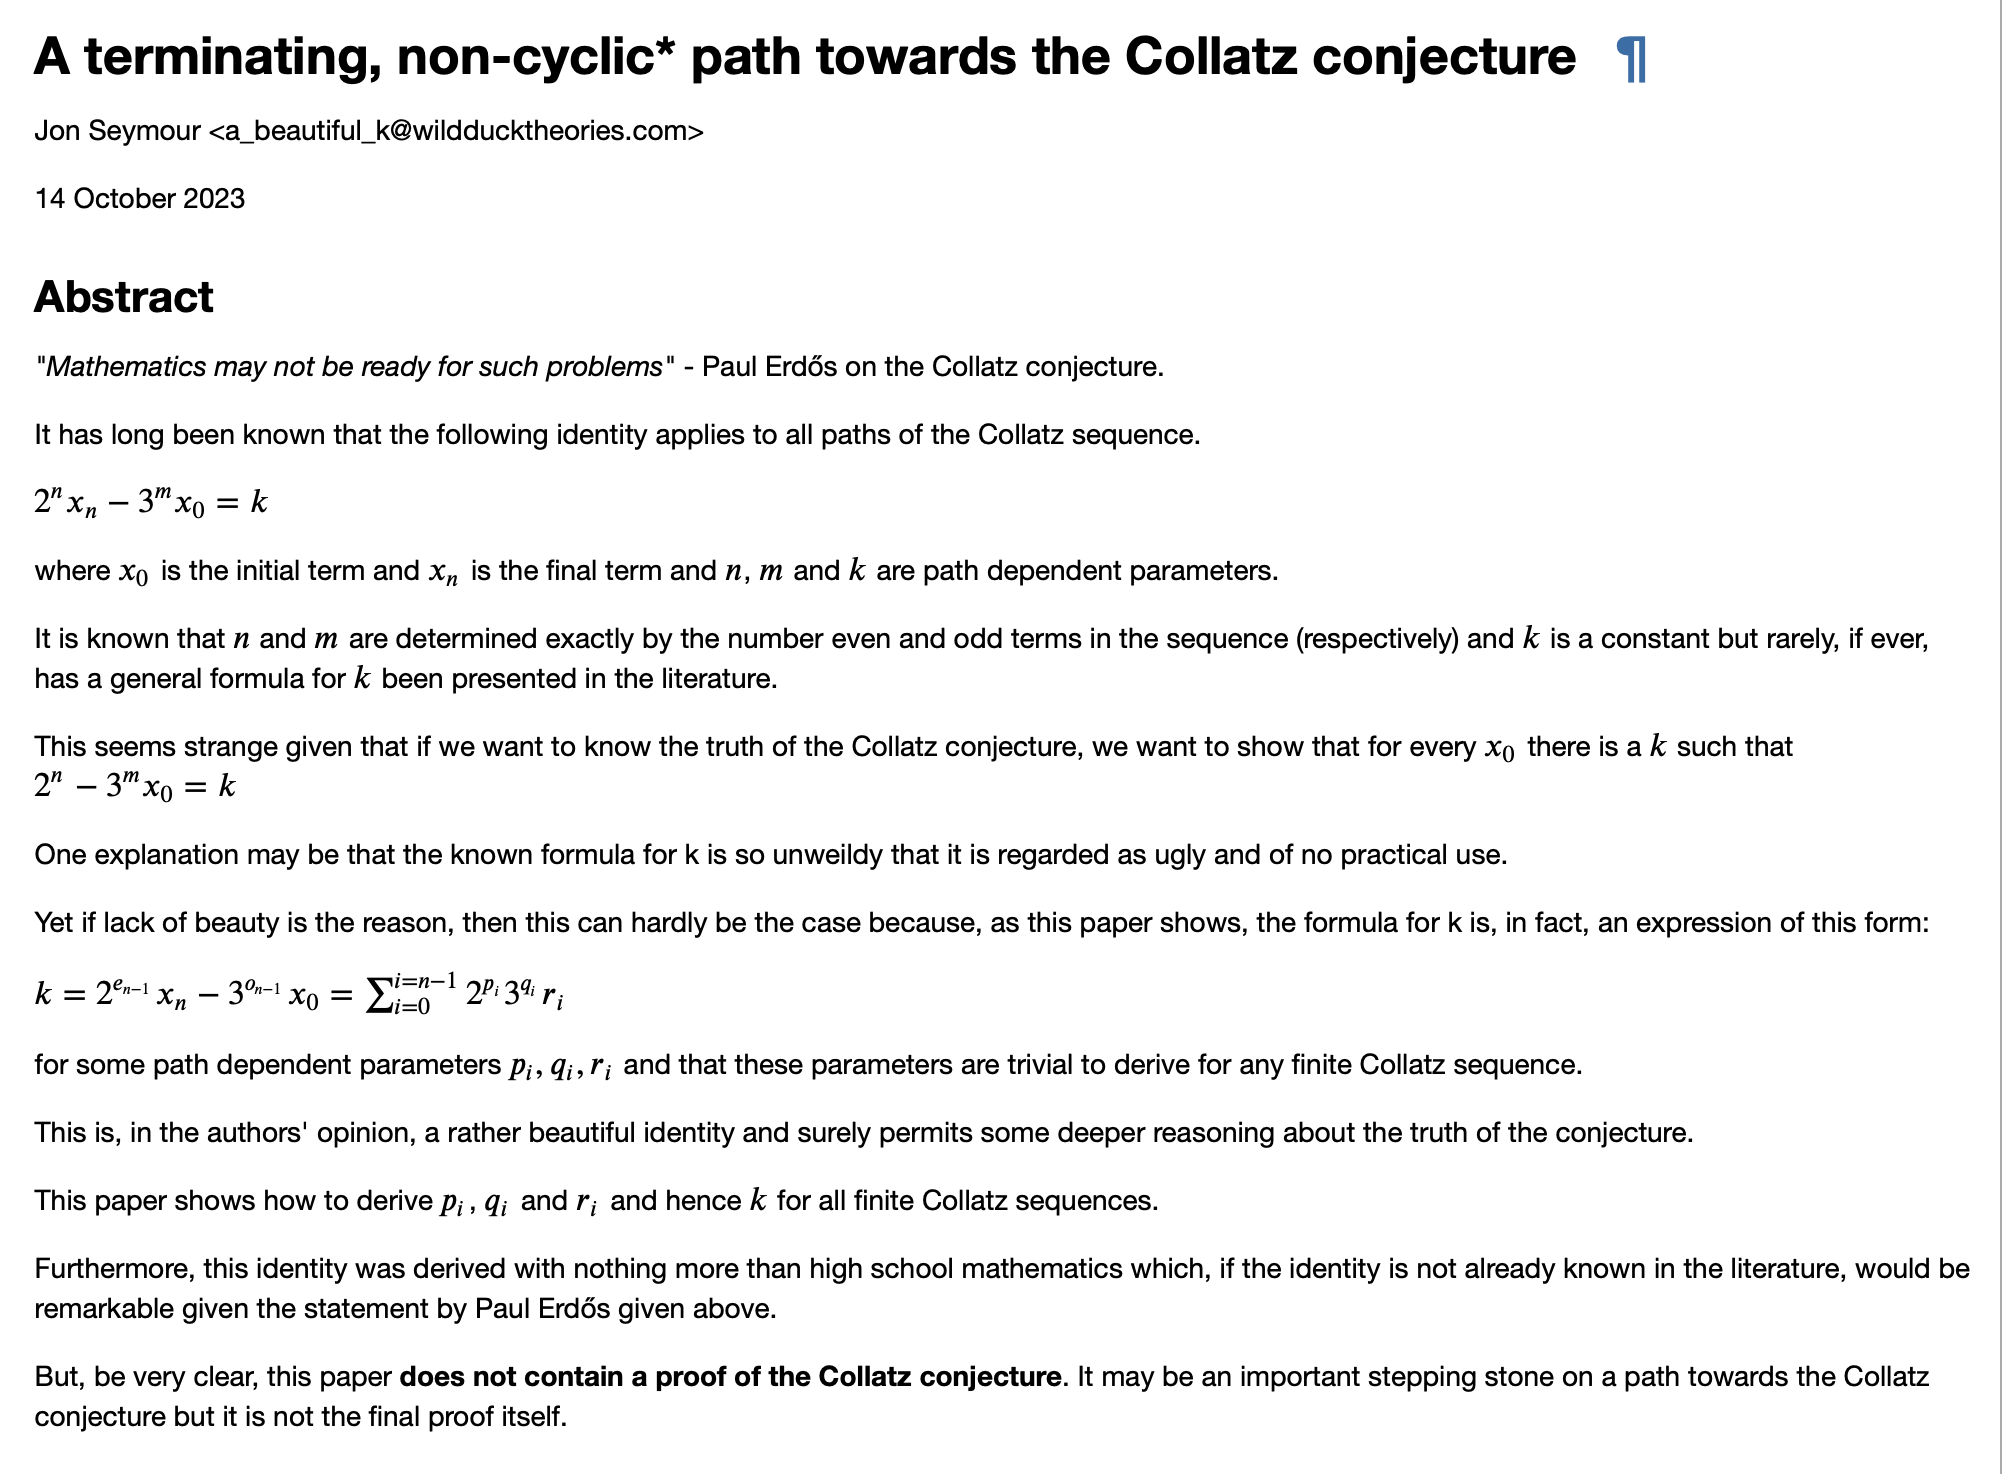 A terminating, non-cyclic* path towards the Collatz conjecture ¶
Jon Seymour <a_beautiful_k@wildducktheories.com>
14 October 2023
Abstract
"Mathematics may not be ready for such problems" - Paul Erdős on the Collatz conjecture.
It has long been known that the following identity applies to all paths of the Collatz sequence.
$2^n x_n - 3^m x_0 = k$
where $x_0$ is the initial term and $x_n$ is the final term and $n$, $m$ and $k$ are path dependent parameters.
It is known that $n$ and $m$ are determined exactly by the number even and odd terms in the sequence (respectively) and $k$ is a constant but rarely, if ever,
has a general formula for $k$ been presented in the literature.
This seems strange given that if we want to know the truth of the Collatz conjecture, we want to show that for every $x_0$ there is a $k$ such that
$2^n - 3^m x_0 = k$
One explanation may be that the known formula for k is so unweildy that it is regarded as ugly and of no practical use.
Yet if lack of beauty is the reason, then this can hardly be the case because, as this paper shows, the formula for k is, in fact, an expression of this form:
$k = 2^{e_{n-1}} x_n - 3^{o_{n-1}} x_0 = \sum_{i=0}^{i=n-1} 2^{p_i} 3^{q_i} r_i$
for some path dependent parameters $p_i, q_i, r_i$ and that these parameters are trivial to derive for any finite Collatz sequence.
This is, in the authors' opinion, a rather beautiful identity and surely permits some deeper reasoning about the truth of the conjecture.
This paper shows how to derive $p_i$, $q_i$ and $r_i$ and hence $k$ for all finite Collatz sequences.
Furthermore, this identity was derived with nothing more than high school mathematics which, if the identity is not already known in the literature, would be
remarkable given the statement by Paul Erdős given above.
But, be very clear, this paper does not contain a proof of the Collatz conjecture. It may be an important stepping stone on a path towards the Collatz
conjecture but it is not the final proof itself.